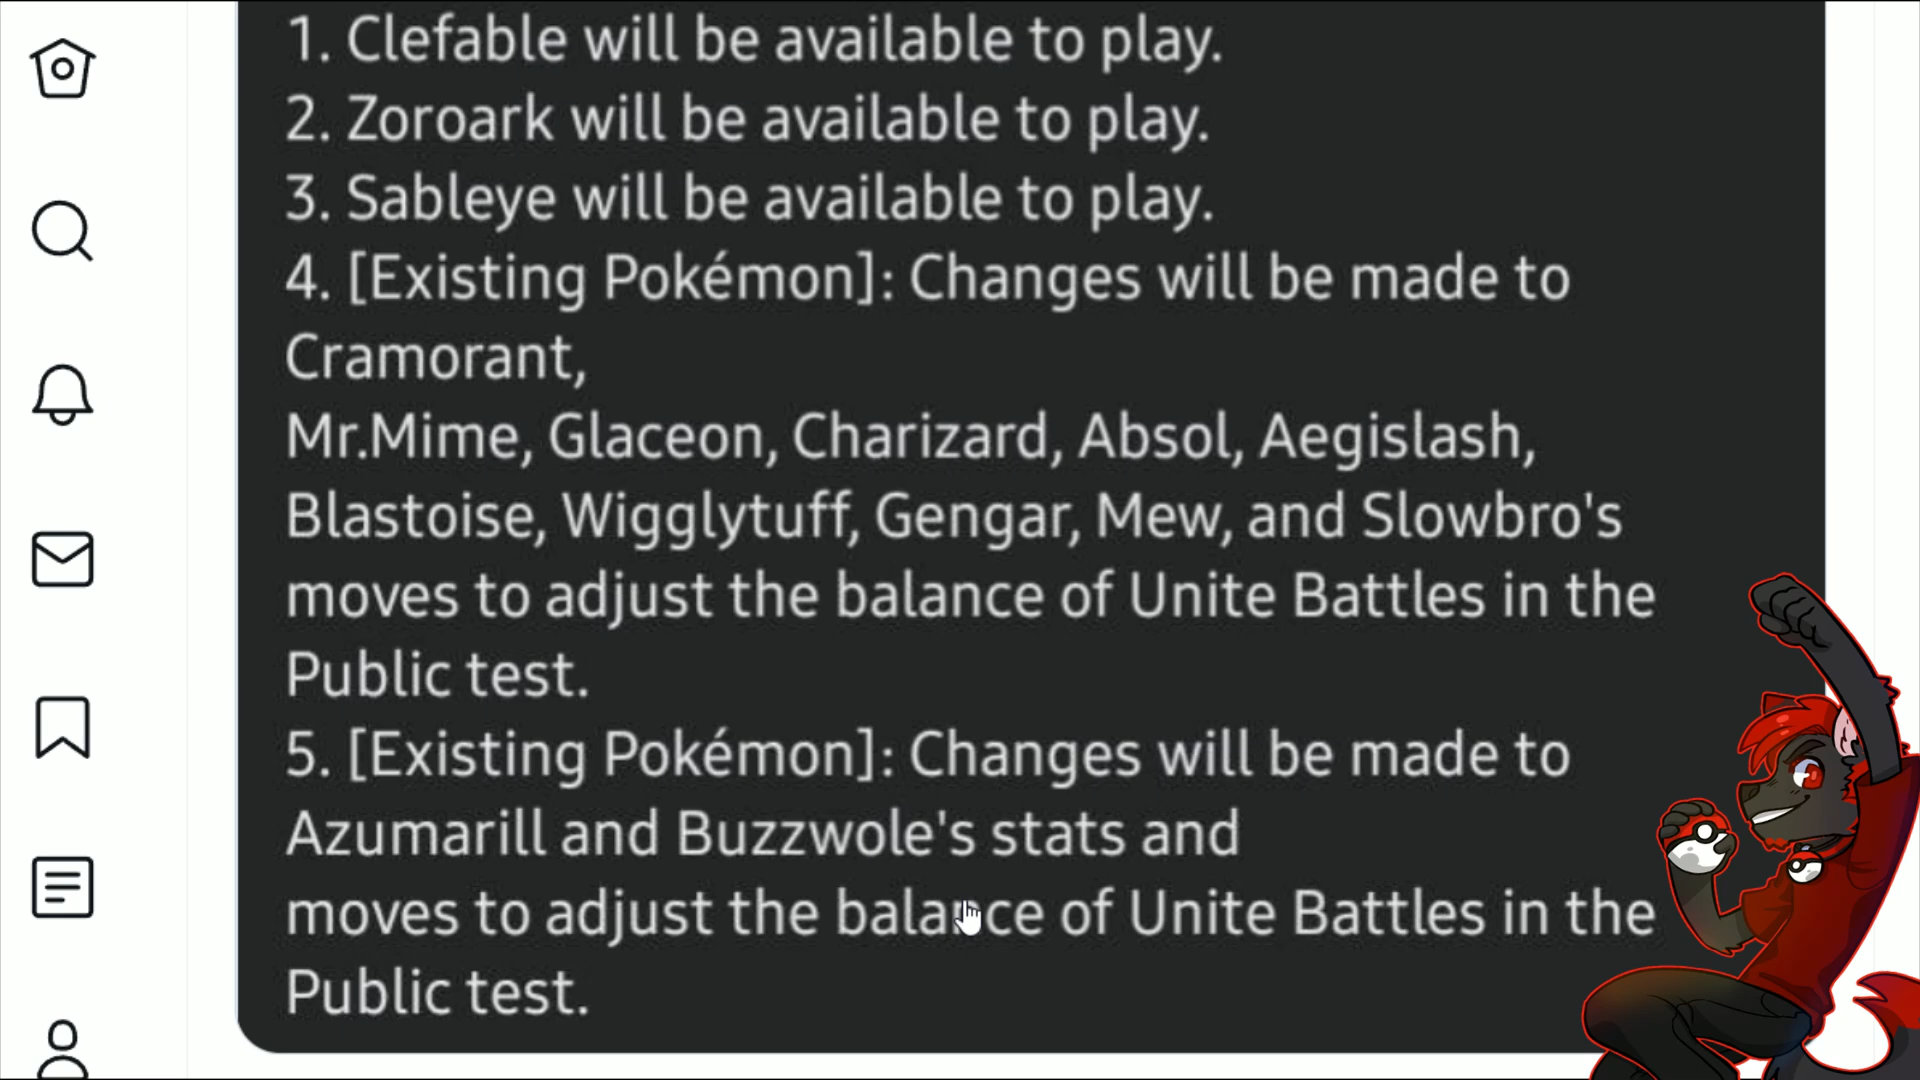 1. Clefable will be available to play.
2. Zoroark will be available to play.
3. Sableye will be available to play.
4. [Existing Pokémon]: Changes will be made to
Cramorant,
Mr.Mime, Glaceon, Charizard, Absol, Aegislash,
Blastoise, Wigglytuff, Gengar, Mew, and Slowbro's
moves to adjust the balance of Unite Battles in the
Public test.
5. [Existing Pokémon]: Changes will be made to
Azumarill and Buzzwole's stats and
moves to adjust the balance of Unite Battles in the
Public test.